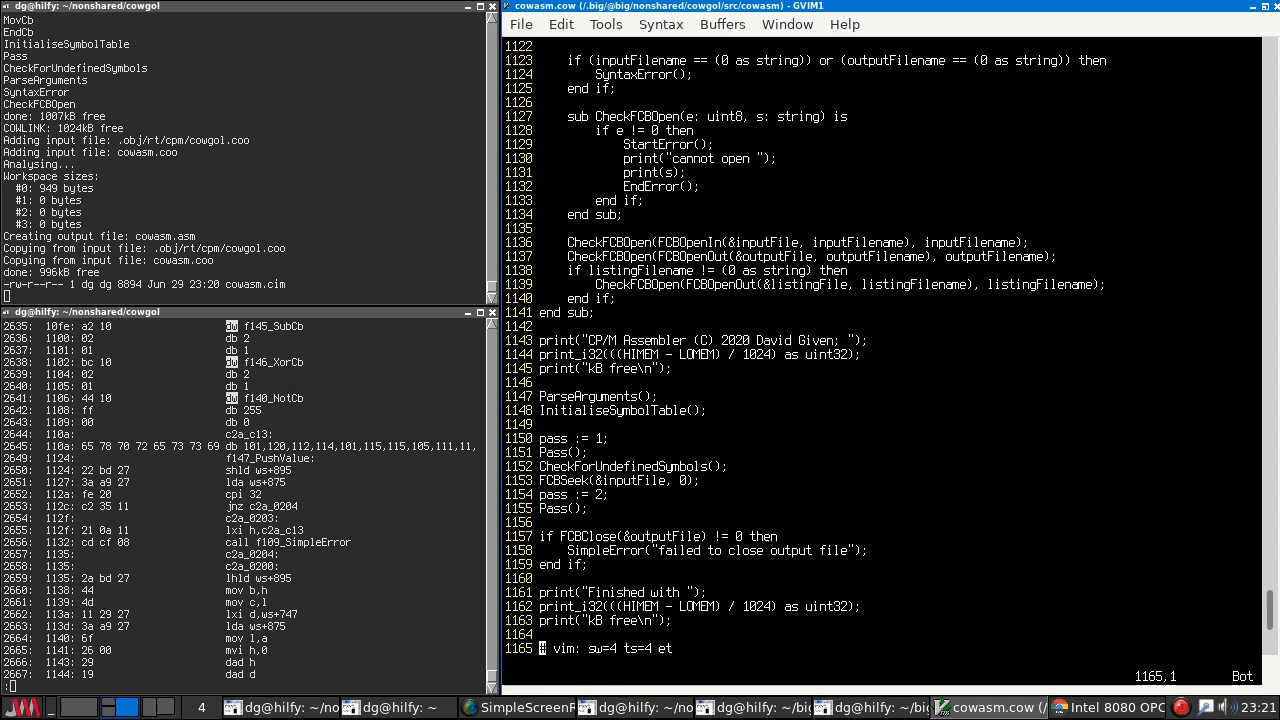 dg@hilfy: ~/nonshared/cowgol
MovCb
EndCb
InitialiseSymbolTable
Pass
CheckForUndefinedSymbols
ParseArguments
SyntaxError
CheckFCBOpen
done: 1007kB free
COWLINK: 1024kB free
Adding input file: .obj/rt/cpm/cowgol.coo
Adding input file: cowasm.coo
Analysing...
Workspace sizes:
  #0: 949 bytes
  #1: 0 bytes
  #2: 0 bytes
  #3: 0 bytes
Creating output file: cowasm.asm
Copying from input file: .obj/rt/cpm/cowgol.coo
Copying from input file: cowasm.coo
done: 996kB free
-rw-r--r-- 1 dg dg 8894 Jun 29 23:20 cowasm.cim
dg@hilfy: ~/nonshared/cowgol
2635: 10fe: a2 10 dw f145_SubCb
2636: 1100: 02 db 2
2637: 1101: 01 db 1
2638: 1102: bc 10 dw f146_XorCb
2639: 1104: 02 db 2
2640: 1105: 01 db 1
2641: 1106: 44 10 dw f140_NotCb
2642: 1108: ff db 255
2643: 1109: 00 db 0
2644: 110a: c2a_c13:
2645: 110a: 65 78 70 72 65 73 73 69 db 101,120,112,114,101,115,115,105,111,11,
2649: 1124: f147_PushValue:
2650: 1124: 22 bd 27 shld ws+895
2651: 1127: 3a a9 27 lda ws+875
2652: 112a: fe 20 cpi 32
2653: 112c: c2 35 11 jnz c2a_0204
2654: 112f: c2a_0203:
2655: 112f: 21 0a 11 lxi h,c2a_c13
2656: 1132: cd cf 08 call f109_SimpleError
2657: 1135: c2a_0204:
2658: 1135: c2a_0200:
2659: 1135: 2a bd 27 lhld ws+895
2660: 1138: 44 mov b,h
2661: 1139: 4d mov c,l
2662: 113a: 11 29 27 lxi d,ws+747
2663: 113d: 3a a9 27 lda ws+875
2664: 1140: 6f mov l,a
2665: 1141: 26 00 mvi h,0
2666: 1143: 29 dad h
2667: 1144: 19 dad d
:
cowasm.cow (/.big/@big/nonshared/cowgol/src/cowasm) - GVIM1
File Edit Tools Syntax Buffers Window Help
1122
1123     if (inputFilename == (0 as string)) or (outputFilename == (0 as string)) then
1124         SyntaxError();
1125     end if;
1126
1127     sub CheckFCBOpen(e: uint8, s: string) is
1128         if e != 0 then
1129             StartError();
1130             print("cannot open ");
1131             print(s);
1132             EndError();
1133         end if;
1134     end sub;
1135
1136     CheckFCBOpen(FCBOpenIn(&inputFile, inputFilename), inputFilename);
1137     CheckFCBOpen(FCBOpenOut(&outputFile, outputFilename), outputFilename);
1138     if listingFilename != (0 as string) then
1139         CheckFCBOpen(FCBOpenOut(&listingFile, listingFilename), listingFilename);
1140     end if;
1141 end sub;
1142
1143 print("CP/M Assembler (C) 2020 David Given; ");
1144 print_i32(((HIMEM - LOMEM) / 1024) as uint32);
1145 print("kB free\n");
1146
1147 ParseArguments();
1148 InitialiseSymbolTable();
1149
1150 pass := 1;
1151 Pass();
1152 CheckForUndefinedSymbols();
1153 FCBSeek(&inputFile, 0);
1154 pass := 2;
1155 Pass();
1156
1157 if FCBClose(&outputFile) != 0 then
1158     SimpleError("failed to close output file");
1159 end if;
1160
1161 print("Finished with ");
1162 print_i32(((HIMEM - LOMEM) / 1024) as uint32);
1163 print("kB free\n");
1164
1165 # vim: sw=4 ts=4 et
1165,1 Bot
4 dg@hilfy: ~/no dg@hilfy: ~ SimpleScreenR dg@hilfy: ~/no dg@hilfy: ~/big dg@hilfy: ~/big cowasm.cow (/ Intel 8080 OPC 23:21